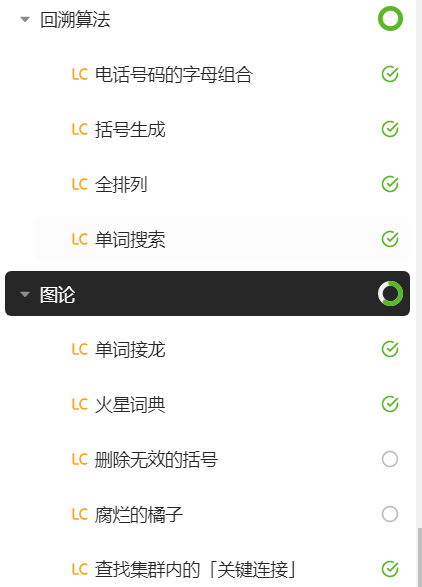 回溯算法
LC 电话号码的字母组合
LC 括号生成
LC 全排列
LC 单词搜索
图论
LC 单词接龙
LC 火星词典
LC 删除无效的括号
LC 腐烂的橘子
LC 查找集群内的「关键连接」